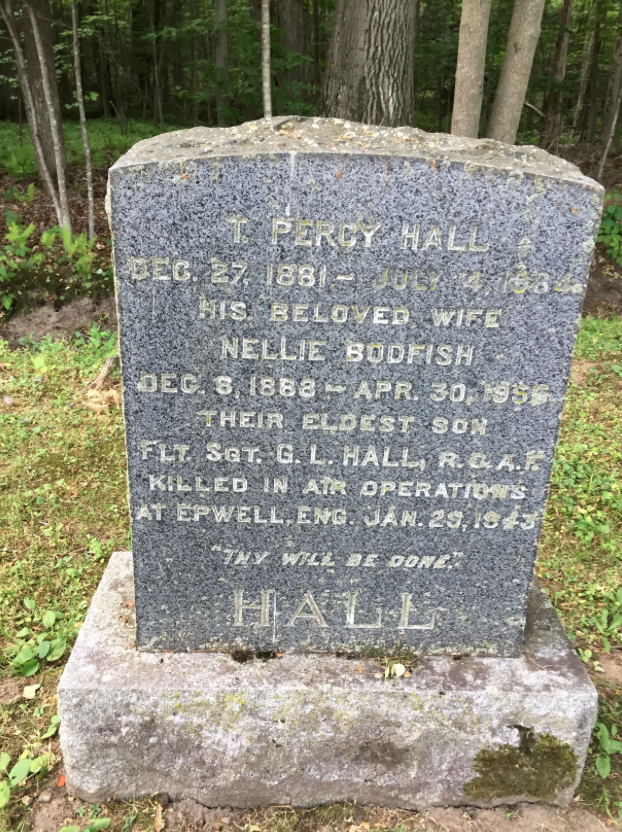 T. PERCY HALL
DEC. 27, 1881 – JULY 4, 1964
HIS BELOVED WIFE
NELLIE BODFISH
DEC. 6, 1888 – APR. 30, 1956
THEIR ELDEST SON
FLT. SGT. G. L. HALL, R.C.A.F.
KILLED IN AIR OPERATIONS
AT EPWELL, ENG. JAN. 29, 1943
"THY WILL BE DONE."
HALL